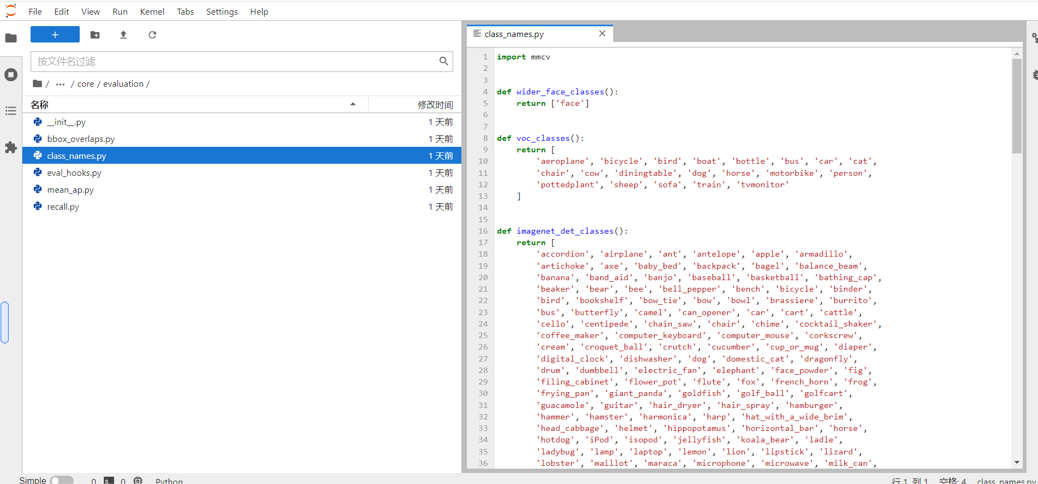 File Edit View Run Kernel Tabs Settings Help
+
按文件名过滤
/ ··· / core / evaluation /
名称 修改时间
__init__.py 1 天前
bbox_overlaps.py 1 天前
class_names.py 1 天前
eval_hooks.py 1 天前
mean_ap.py 1 天前
recall.py 1 天前
class_names.py ×
1 import mmcv
2
3
4 def wider_face_classes():
5 return ['face']
6
7
8 def voc_classes():
9 return [
10 'aeroplane', 'bicycle', 'bird', 'boat', 'bottle', 'bus', 'car', 'cat',
11 'chair', 'cow', 'diningtable', 'dog', 'horse', 'motorbike', 'person',
12 'pottedplant', 'sheep', 'sofa', 'train', 'tvmonitor'
13 ]
14
15
16 def imagenet_det_classes():
17 return [
18 'accordion', 'airplane', 'ant', 'antelope', 'apple', 'armadillo',
19 'artichoke', 'axe', 'baby_bed', 'backpack', 'bagel', 'balance_beam',
20 'banana', 'band_aid', 'banjo', 'baseball', 'basketball', 'bathing_cap',
21 'beaker', 'bear', 'bee', 'bell_pepper', 'bench', 'bicycle', 'binder',
22 'bird', 'bookshelf', 'bow_tie', 'bow', 'bowl', 'brassiere', 'burrito',
23 'bus', 'butterfly', 'camel', 'can_opener', 'car', 'cart', 'cattle',
24 'cello', 'centipede', 'chain_saw', 'chair', 'chime', 'cocktail_shaker',
25 'coffee_maker', 'computer_keyboard', 'computer_mouse', 'corkscrew',
26 'cream', 'croquet_ball', 'crutch', 'cucumber', 'cup_or_mug', 'diaper',
27 'digital_clock', 'dishwasher', 'dog', 'domestic_cat', 'dragonfly',
28 'drum', 'dumbbell', 'electric_fan', 'elephant', 'face_powder', 'fig',
29 'filing_cabinet', 'flower_pot', 'flute', 'fox', 'french_horn', 'frog',
30 'frying_pan', 'giant_panda', 'goldfish', 'golf_ball', 'golfcart',
31 'guacamole', 'guitar', 'hair_dryer', 'hair_spray', 'hamburger',
32 'hammer', 'hamster', 'harmonica', 'harp', 'hat_with_a_wide_brim',
33 'head_cabbage', 'helmet', 'hippopotamus', 'horizontal_bar', 'horse',
34 'hotdog', 'iPod', 'isopod', 'jellyfish', 'koala_bear', 'ladle',
35 'ladybug', 'lamp', 'laptop', 'lemon', 'lion', 'lipstick', 'lizard',
36 'lobster', 'maillot', 'maraca', 'microphone', 'microwave', 'milk_can',
Simple 0 0 Python 行 1, 列 1 空格: 4 class_names.py